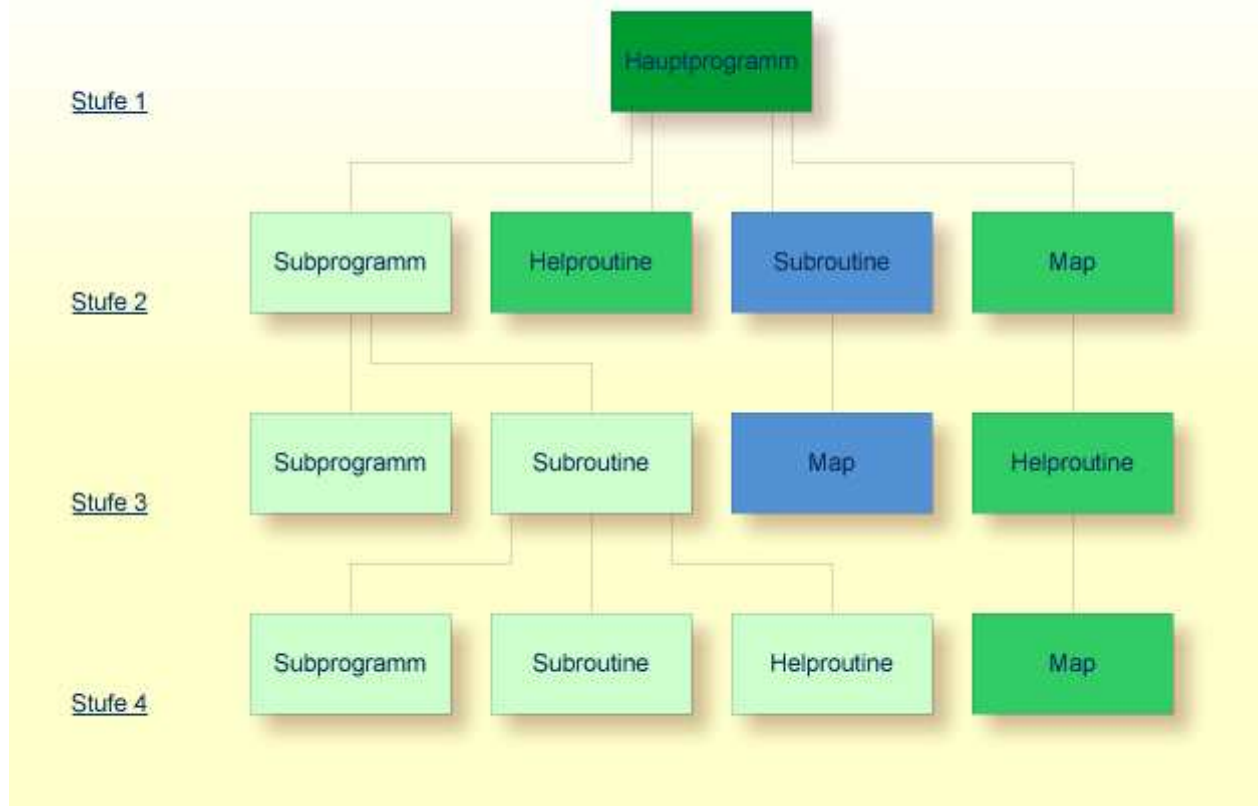 Hauptprogramm
Stufe 1
Subprogramm Helproutine Subroutine Map
Stufe 2
Subprogramm Subroutine Map Helproutine
Stufe 3
Subprogramm Subroutine Helproutine Map
Stufe 4